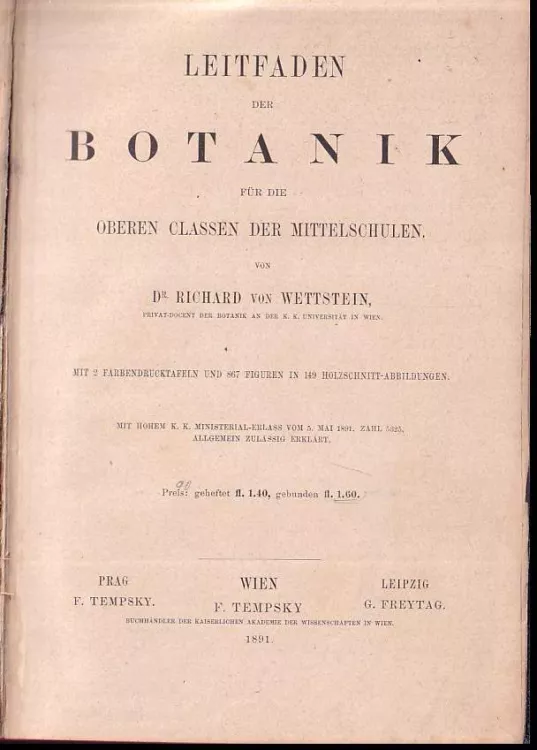 LEITFADEN
DER
BOTANIK
FÜR DIE
OBEREN CLASSEN DER MITTELSCHULEN.
VON
DR. RICHARD VON WETTSTEIN,
PRIVAT-DOCENT DER BOTANIK AN DER K. K. UNIVERSITÄT IN WIEN.
MIT 2 FARBENDRUCKTAFELN UND 867 FIGUREN IN 149 HOLZSCHNITT-ABBILDUNGEN.
MIT HOHEM K. K. MINISTERIAL-ERLASS VOM 5. MAI 1891, ZAHL 5325,
ALLGEMEIN ZULÄSSIG ERKLÄRT.
Preis: geheftet fl. 1.40, gebunden fl. 1.60.
PRAG WIEN LEIPZIG
F. TEMPSKY. F. TEMPSKY G. FREYTAG.
BUCHHÄNDLER DER KAISERLICHEN AKADEMIE DER WISSENSCHAFTEN IN WIEN.
1891.